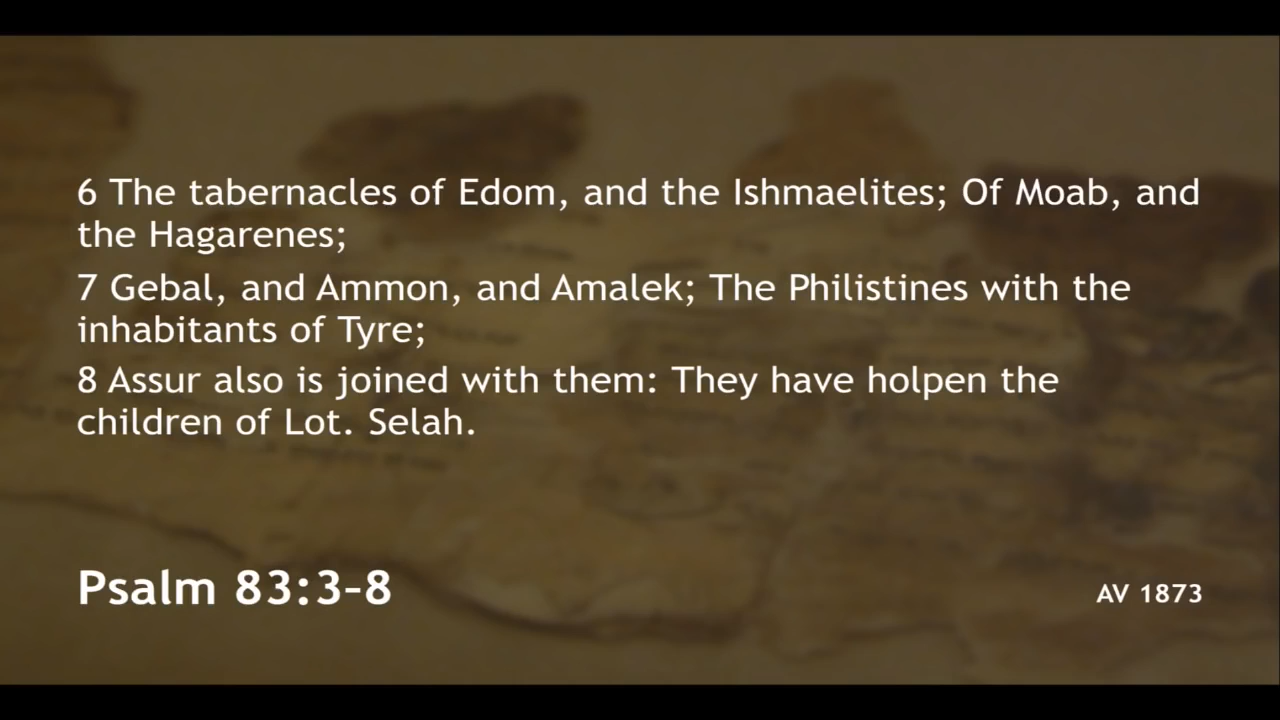 6 The tabernacles of Edom, and the Ishmaelites; Of Moab, and
the Hagarenes;
7 Gebal, and Ammon, and Amalek; The Philistines with the
inhabitants of Tyre;
8 Assur also is joined with them: They have holpen the
children of Lot. Selah.
Psalm 83:3-8
AV 1873